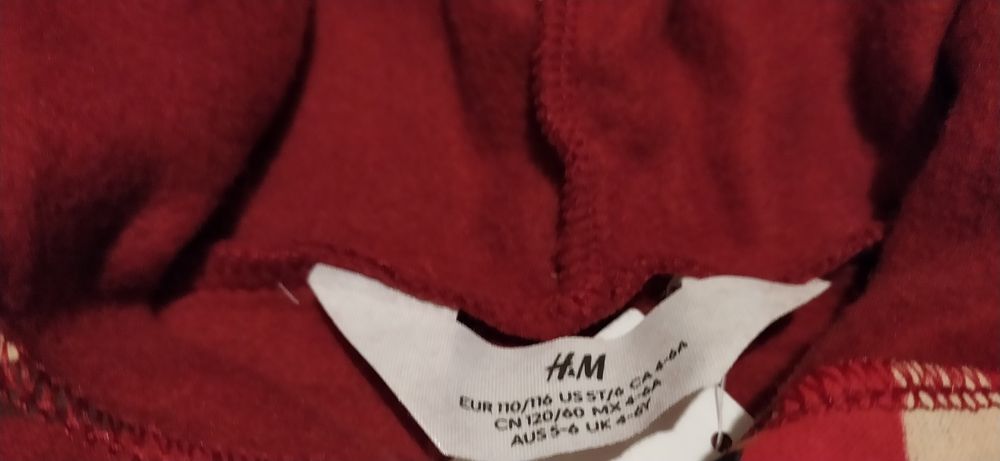 H&M
EUR 110/116 US 5T/6 CA 4-6A
CN 120/60 MX 4-6A
AUS 5-6 UK 4-6Y